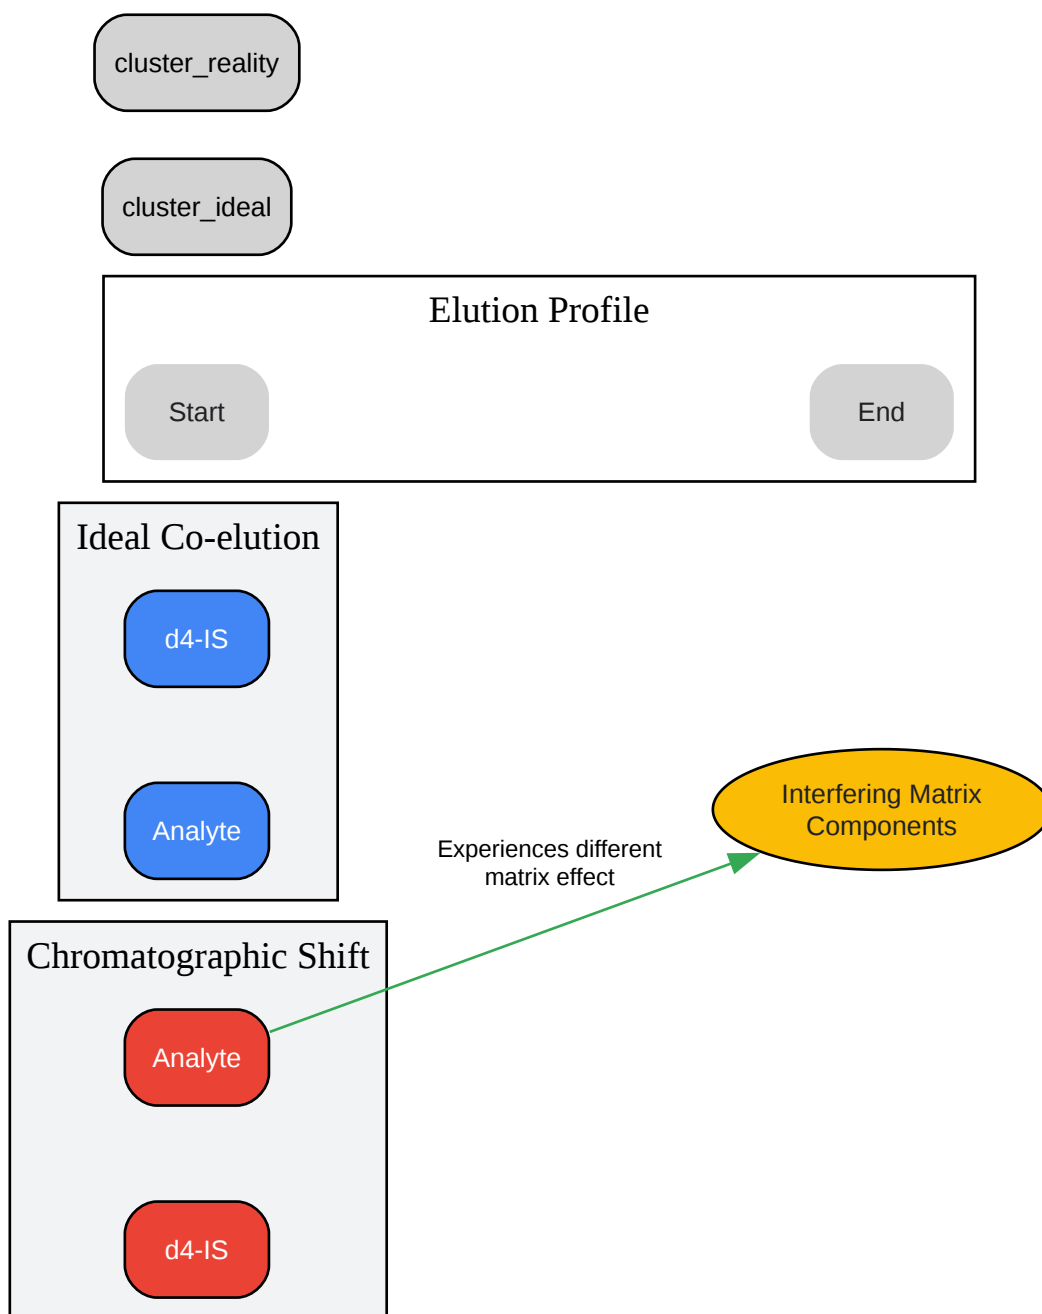 cluster_reality
cluster_ideal
Elution Profile
Start
End
Ideal Co-elution
d4-IS
Analyte
Interfering Matrix
Components
Experiences different
matrix effect
Chromatographic Shift
Analyte
d4-IS